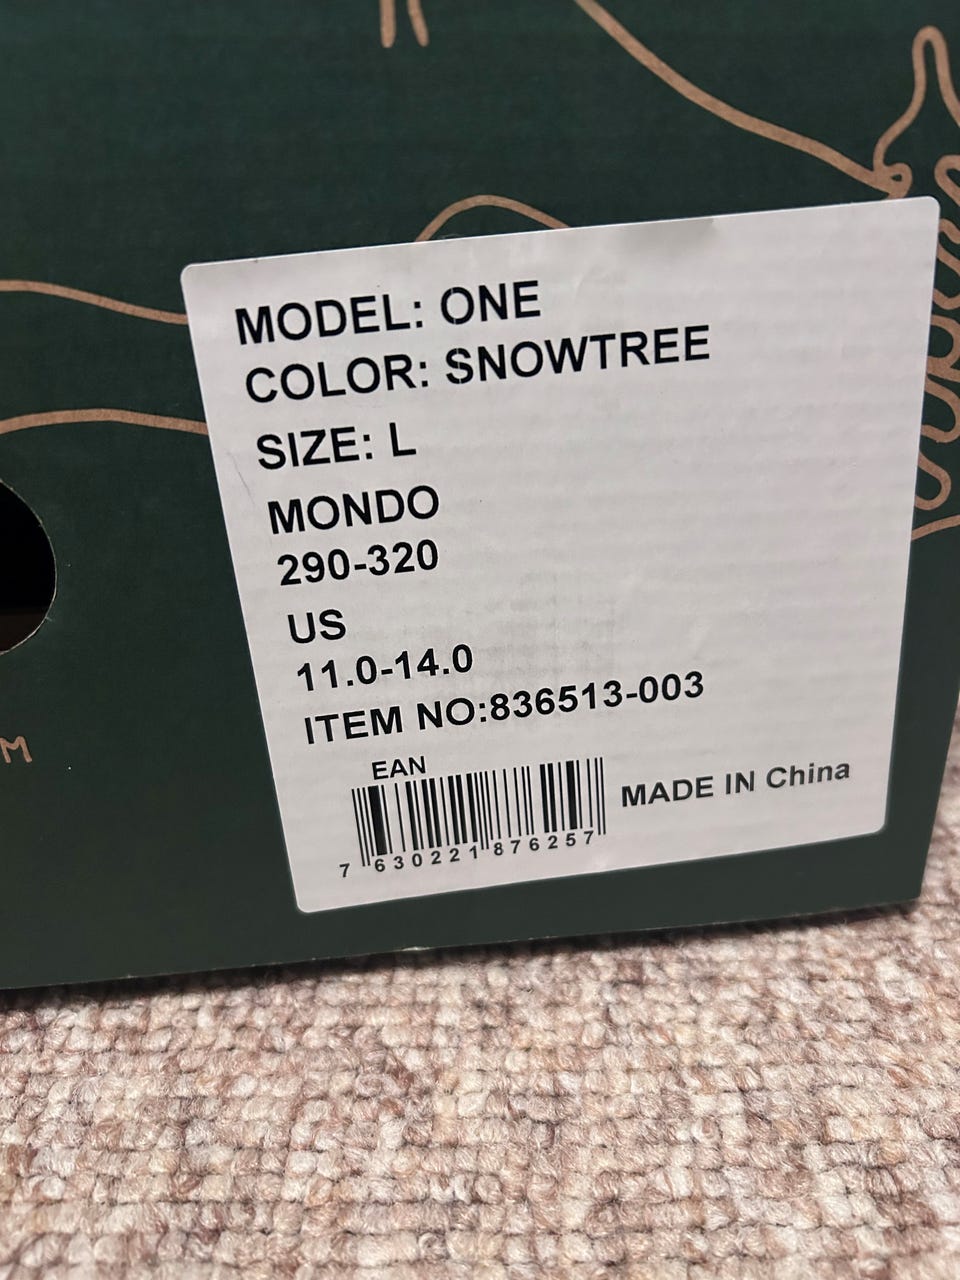 MODEL: ONE
COLOR: SNOWTREE
SIZE: L
MONDO
290-320
US
11.0-14.0
ITEM NO:836513-003
EAN
7 630221 876257
MADE IN China
M